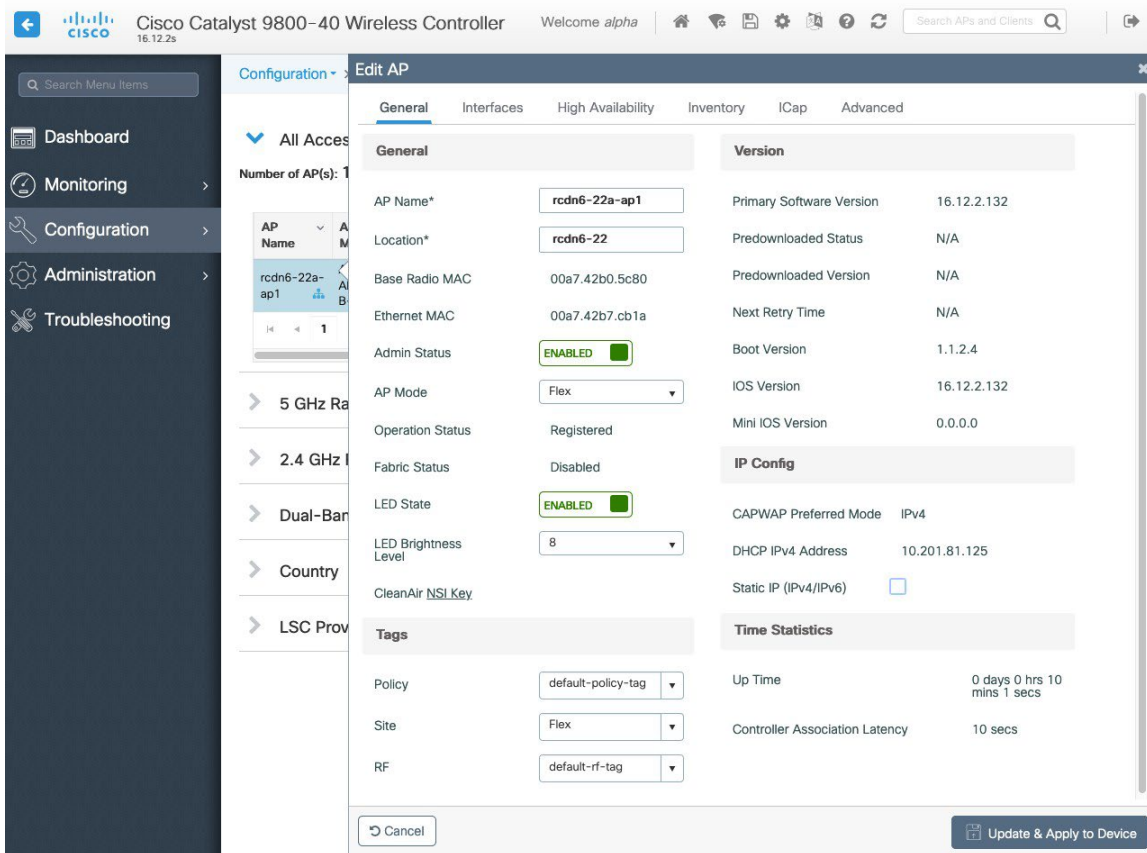 cisco
Cisco Catalyst 9800-40 Wireless Controller
16.12.2s
Welcome alpha
Search APs and Clients
Search Menu Items
Dashboard
Monitoring
Configuration
Administration
Troubleshooting
Configuration
All Acces
Number of AP(s): 1
AP
Name
A
M
rcdn6-22a-
ap1
1
5 GHz Ra
2.4 GHz
Dual-Ban
Country
LSC Prov
Edit AP
General
Interfaces
High Availability
Inventory
ICap
Advanced
General
AP Name*
rcdn6-22a-ap1
Location*
rcdn6-22
Base Radio MAC
00a7.42b0.5c80
Ethernet MAC
00a7.42b7.cb1a
Admin Status
ENABLED
AP Mode
Flex
Operation Status
Registered
Fabric Status
Disabled
LED State
ENABLED
LED Brightness
Level
8
CleanAir NSI Key
Tags
Policy
default-policy-tag
Site
Flex
RF
default-rf-tag
Version
Primary Software Version
16.12.2.132
Predownloaded Status
N/A
Predownloaded Version
N/A
Next Retry Time
N/A
Boot Version
1.1.2.4
IOS Version
16.12.2.132
Mini IOS Version
0.0.0.0
IP Config
CAPWAP Preferred Mode
IPv4
DHCP IPv4 Address
10.201.81.125
Static IP (IPv4/IPv6)
Time Statistics
Up Time
0 days 0 hrs 10
mins 1 secs
Controller Association Latency
10 secs
Cancel
Update & Apply to Device